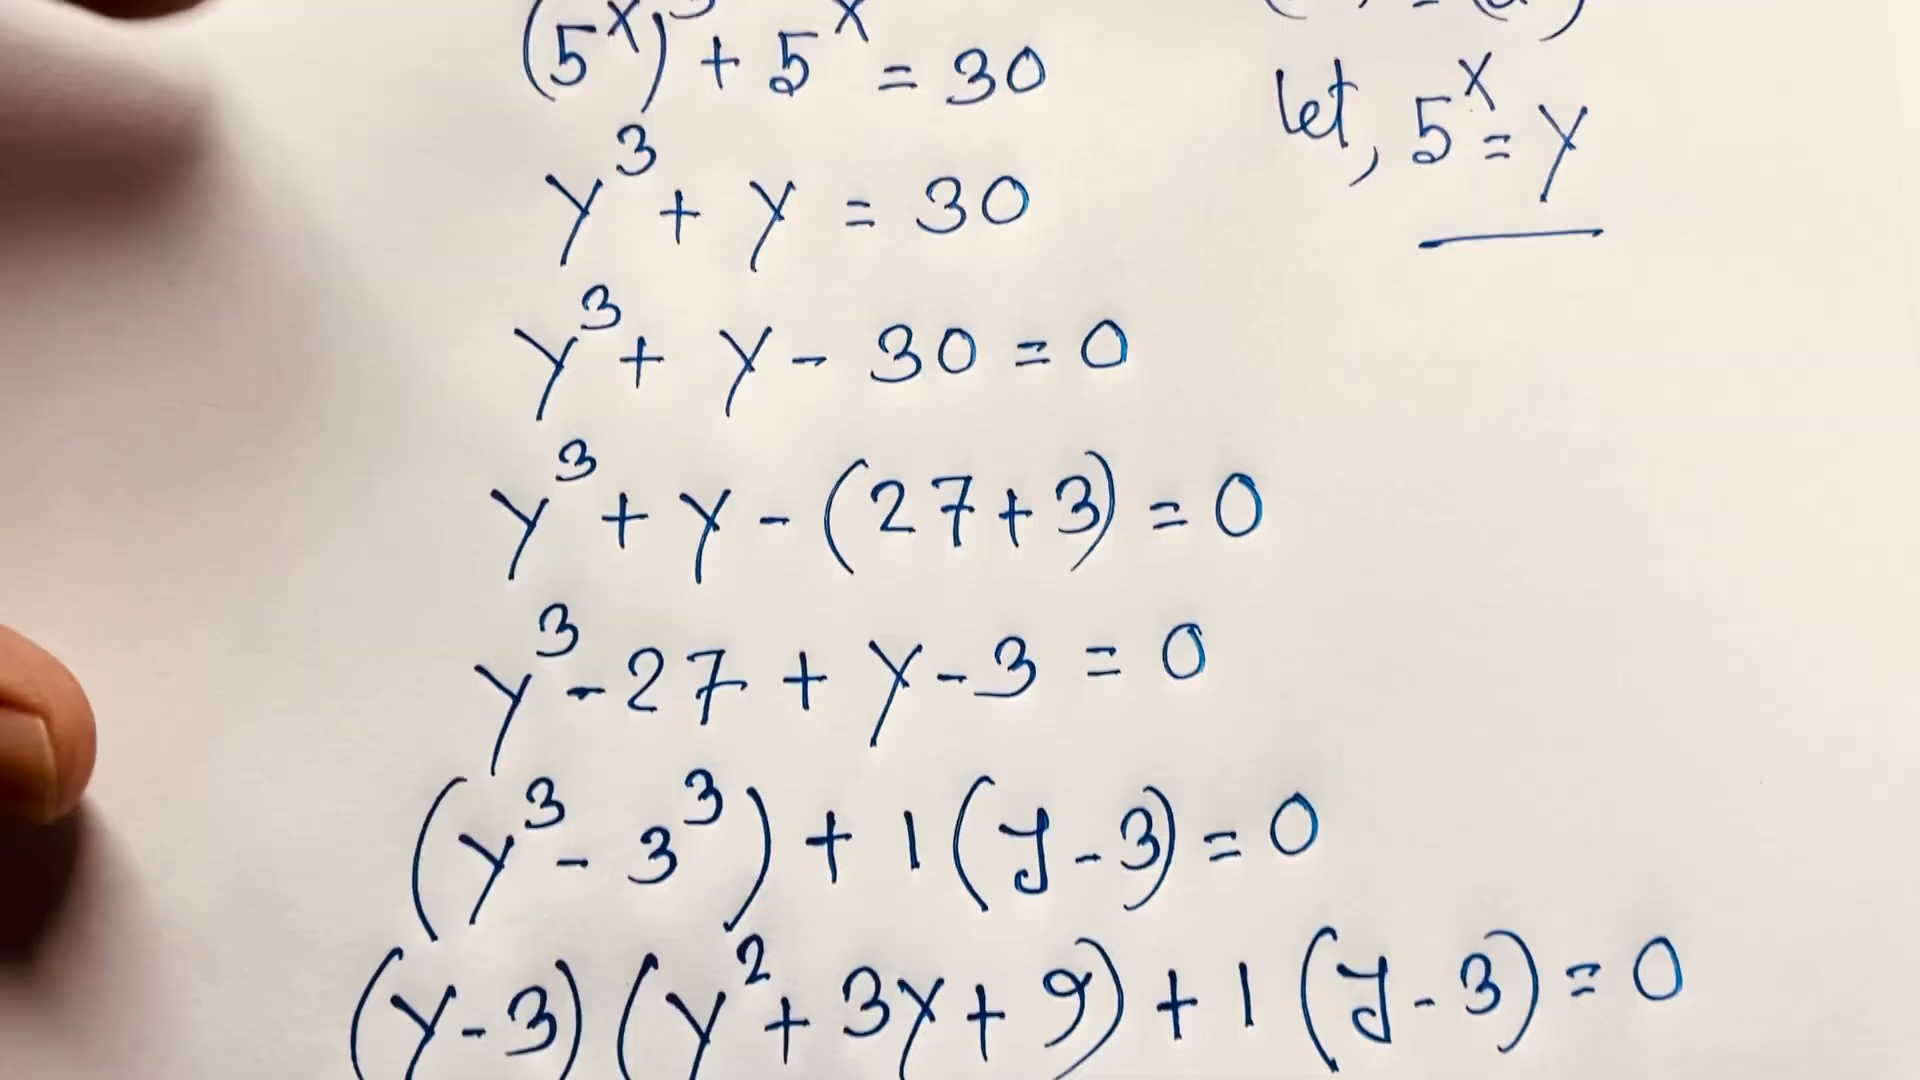 (5^x)^3 + 5^x = 30
let, 5^x = y
y^3 + y = 30
y^3 + y - 30 = 0
y^3 + y - (27+3) = 0
y^3 - 27 + y - 3 = 0
(y^3 - 3^3) + 1(y - 3) = 0
(y - 3)(y^2 + 3y + 9) + 1(y - 3) = 0